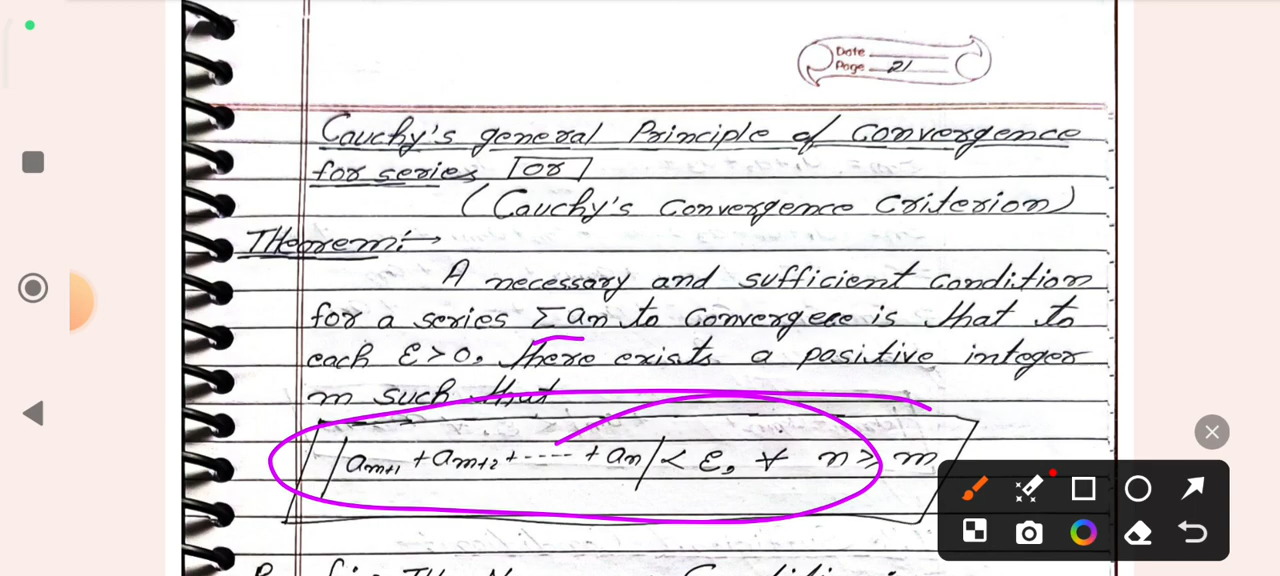 Date
Page 21
Cauchy's general Principle of Convergence
for series [or]
(Cauchy's Convergence Criterion)
THeorem:→
A necessary and sufficient condition
for a series Σan to Converge is that to
each ε>0, there exists a positive integer
m such that
|am+1 + am+2 + ---- + an| < ε, ∀ n ≥ m